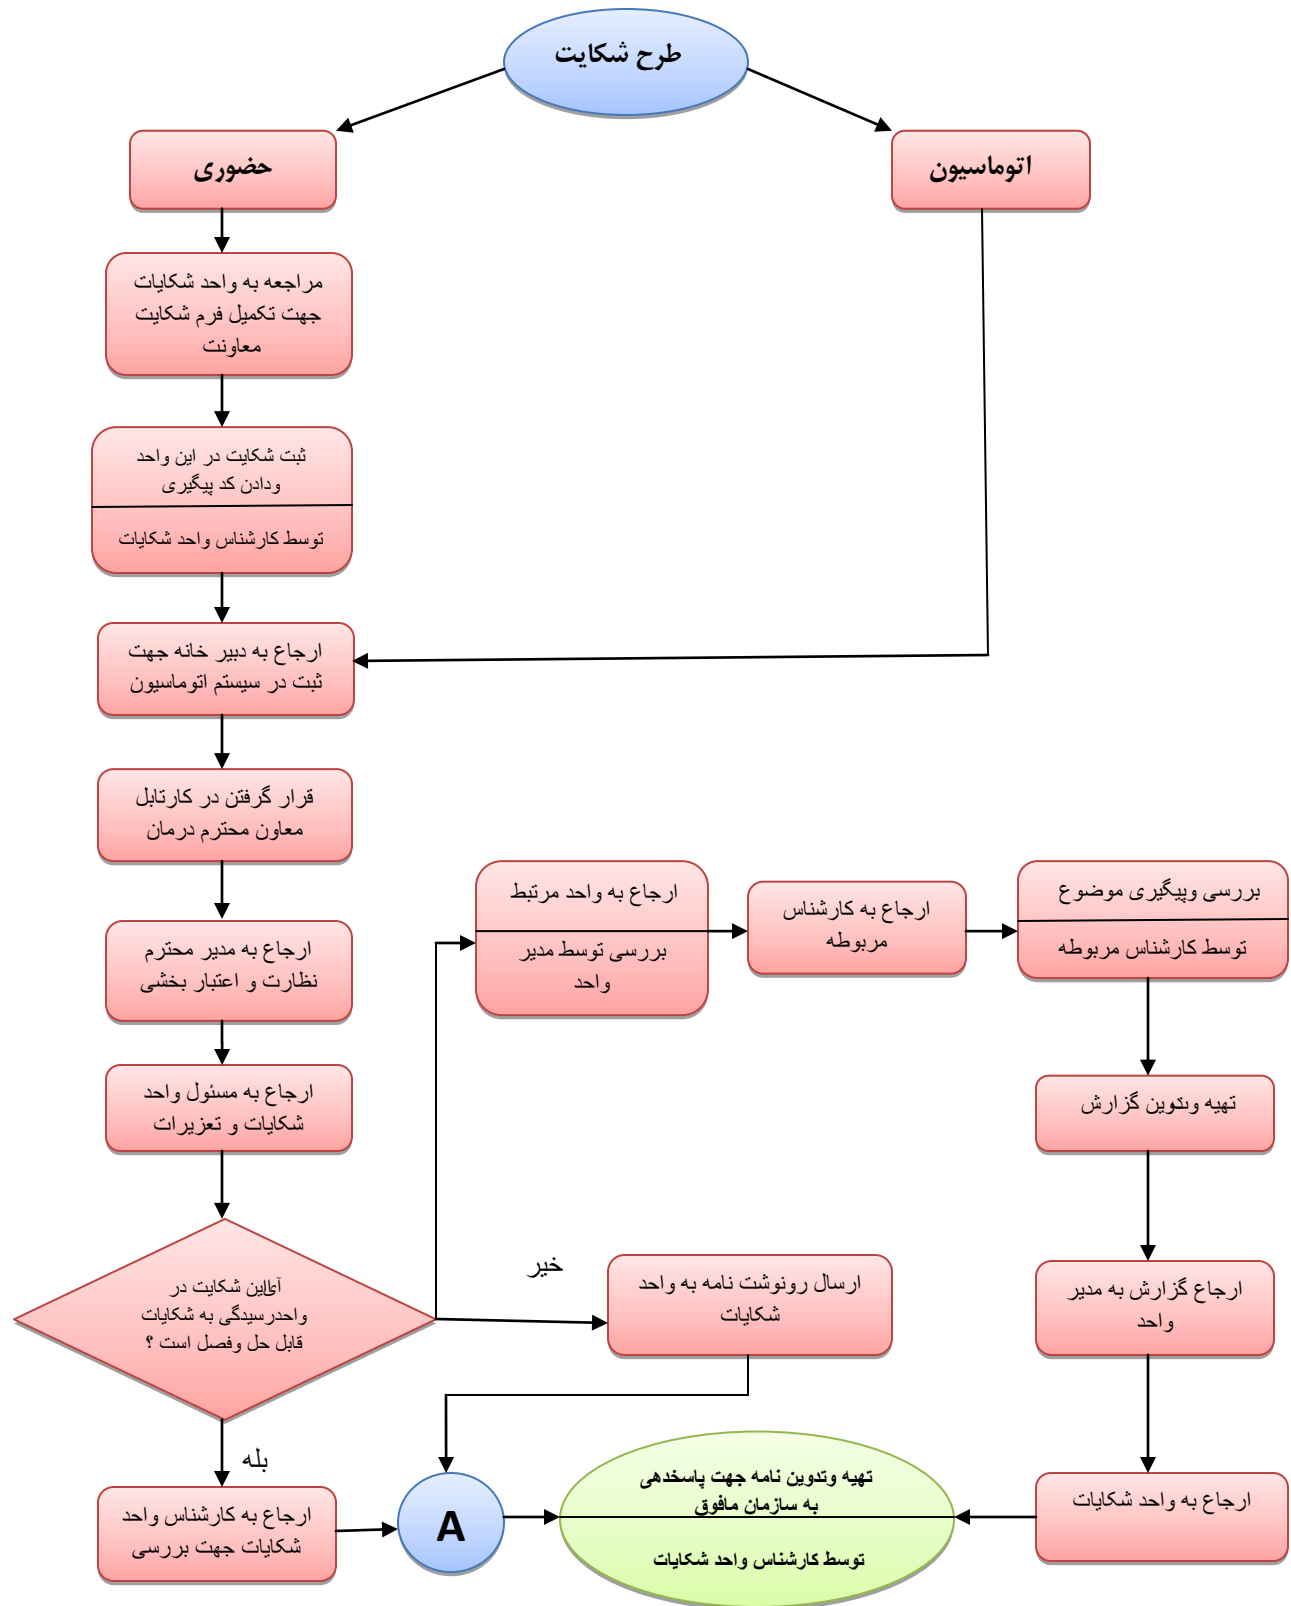 طرح شکایت
حضوری
اتوماسیون
مراجعه به واحد شکایات
جهت تکمیل فرم شکایت
معاونت
ثبت شکایت در این واحد
ودادن کد پیگیری
توسط کارشناس واحد شکایات
ارجاع به دبیر خانه جهت
ثبت در سیستم اتوماسیون
قرار گرفتن در کارتابل
معاون محترم درمان
ارجاع به مدیر محترم
نظارت و اعتبار بخشی
ارجاع به مسئول واحد
شکایات و تعزیرات
آیااین شکایت در
واحدرسیدگی به شکایات
قابل حل وفصل است ؟
بله
خیر
ارجاع به کارشناس واحد
شکایات جهت بررسی
ارجاع به واحد مرتبط
بررسی توسط مدیر
واحد
ارجاع به کارشناس
مربوطه
بررسی وپیگیری موضوع
توسط کارشناس مربوطه
تهیه وتدوین گزارش
ارجاع گزارش به مدیر
واحد
ارجاع به واحد شکایات
ارسال رونوشت نامه به واحد
شکایات
A
تهیه وتدوین نامه جهت پاسخدهی
به سازمان مافوق
توسط کارشناس واحد شکایات